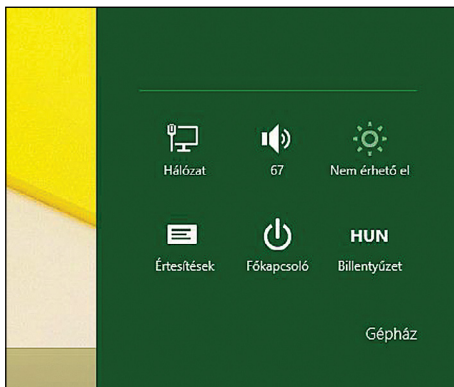 Hálózat 67 Nem érhető el
HUN
Értesítések Főkapcsoló Billentyűzet
Gépház